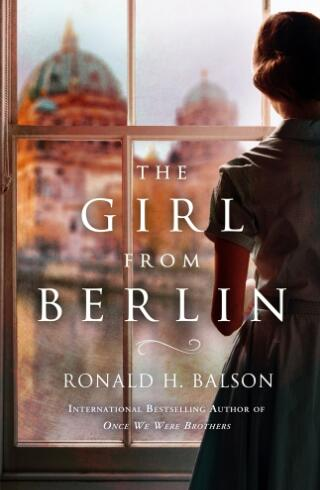 THE
GIRL
FROM
BERLIN
RONALD H. BALSON
INTERNATIONAL BESTSELLING AUTHOR OF
ONCE WE WERE BROTHERS